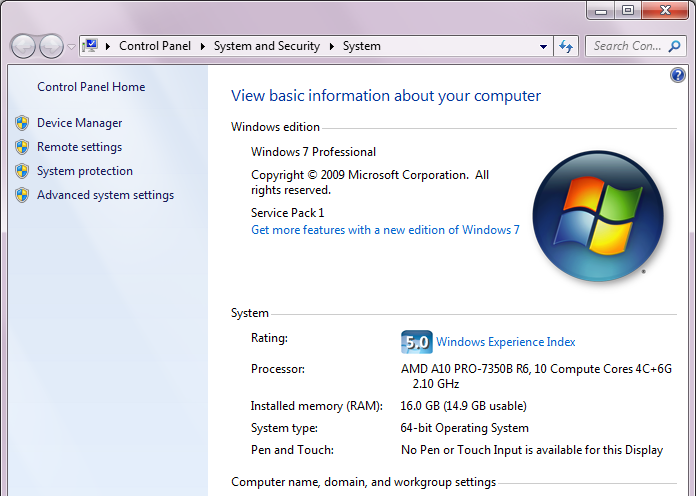 Control Panel System and Security System
Search Con...
Control Panel Home
Device Manager
Remote settings
System protection
Advanced system settings
View basic information about your computer
Windows edition
Windows 7 Professional
Copyright © 2009 Microsoft Corporation. All
rights reserved.
Service Pack 1
Get more features with a new edition of Windows 7
System
Rating: 5.0 Windows Experience Index
Processor: AMD A10 PRO-7350B R6, 10 Compute Cores 4C+6G
2.10 GHz
Installed memory (RAM): 16.0 GB (14.9 GB usable)
System type: 64-bit Operating System
Pen and Touch: No Pen or Touch Input is available for this Display
Computer name, domain, and workgroup settings